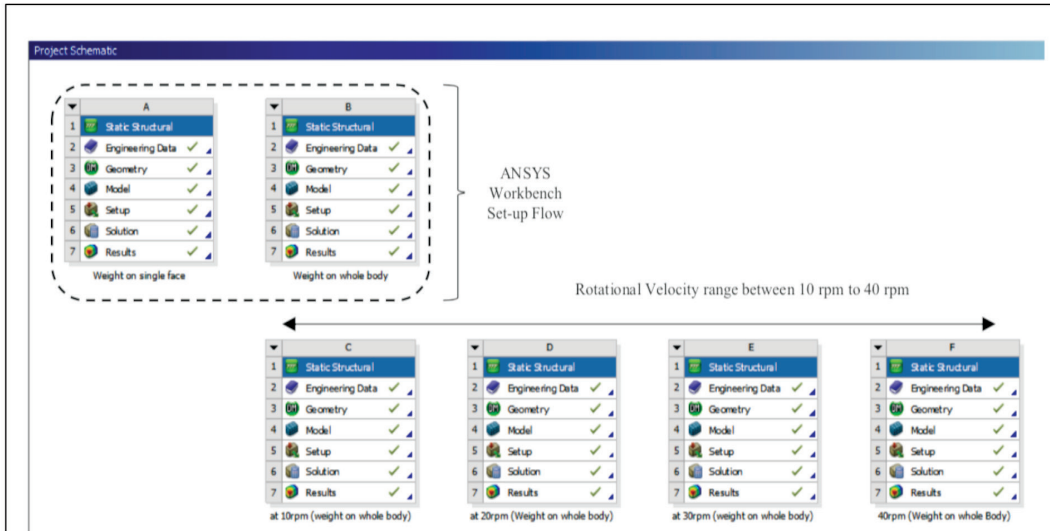 Project Schematic
A
1 Static Structural
2 Engineering Data
3 Geometry
4 Model
5 Setup
6 Solution
7 Results
Weight on single face
B
1 Static Structural
2 Engineering Data
3 Geometry
4 Model
5 Setup
6 Solution
7 Results
Weight on whole body
ANSYS
Workbench
Set-up Flow
Rotational Velocity range between 10 rpm to 40 rpm
C
1 Static Structural
2 Engineering Data
3 Geometry
4 Model
5 Setup
6 Solution
7 Results
at 10rpm (weight on whole body)
D
1 Static Structural
2 Engineering Data
3 Geometry
4 Model
5 Setup
6 Solution
7 Results
at 20rpm (Weight on whole body)
E
1 Static Structural
2 Engineering Data
3 Geometry
4 Model
5 Setup
6 Solution
7 Results
at 30rpm (weight on whole body)
F
1 Static Structural
2 Engineering Data
3 Geometry
4 Model
5 Setup
6 Solution
7 Results
40rpm (Weight on whole Body)